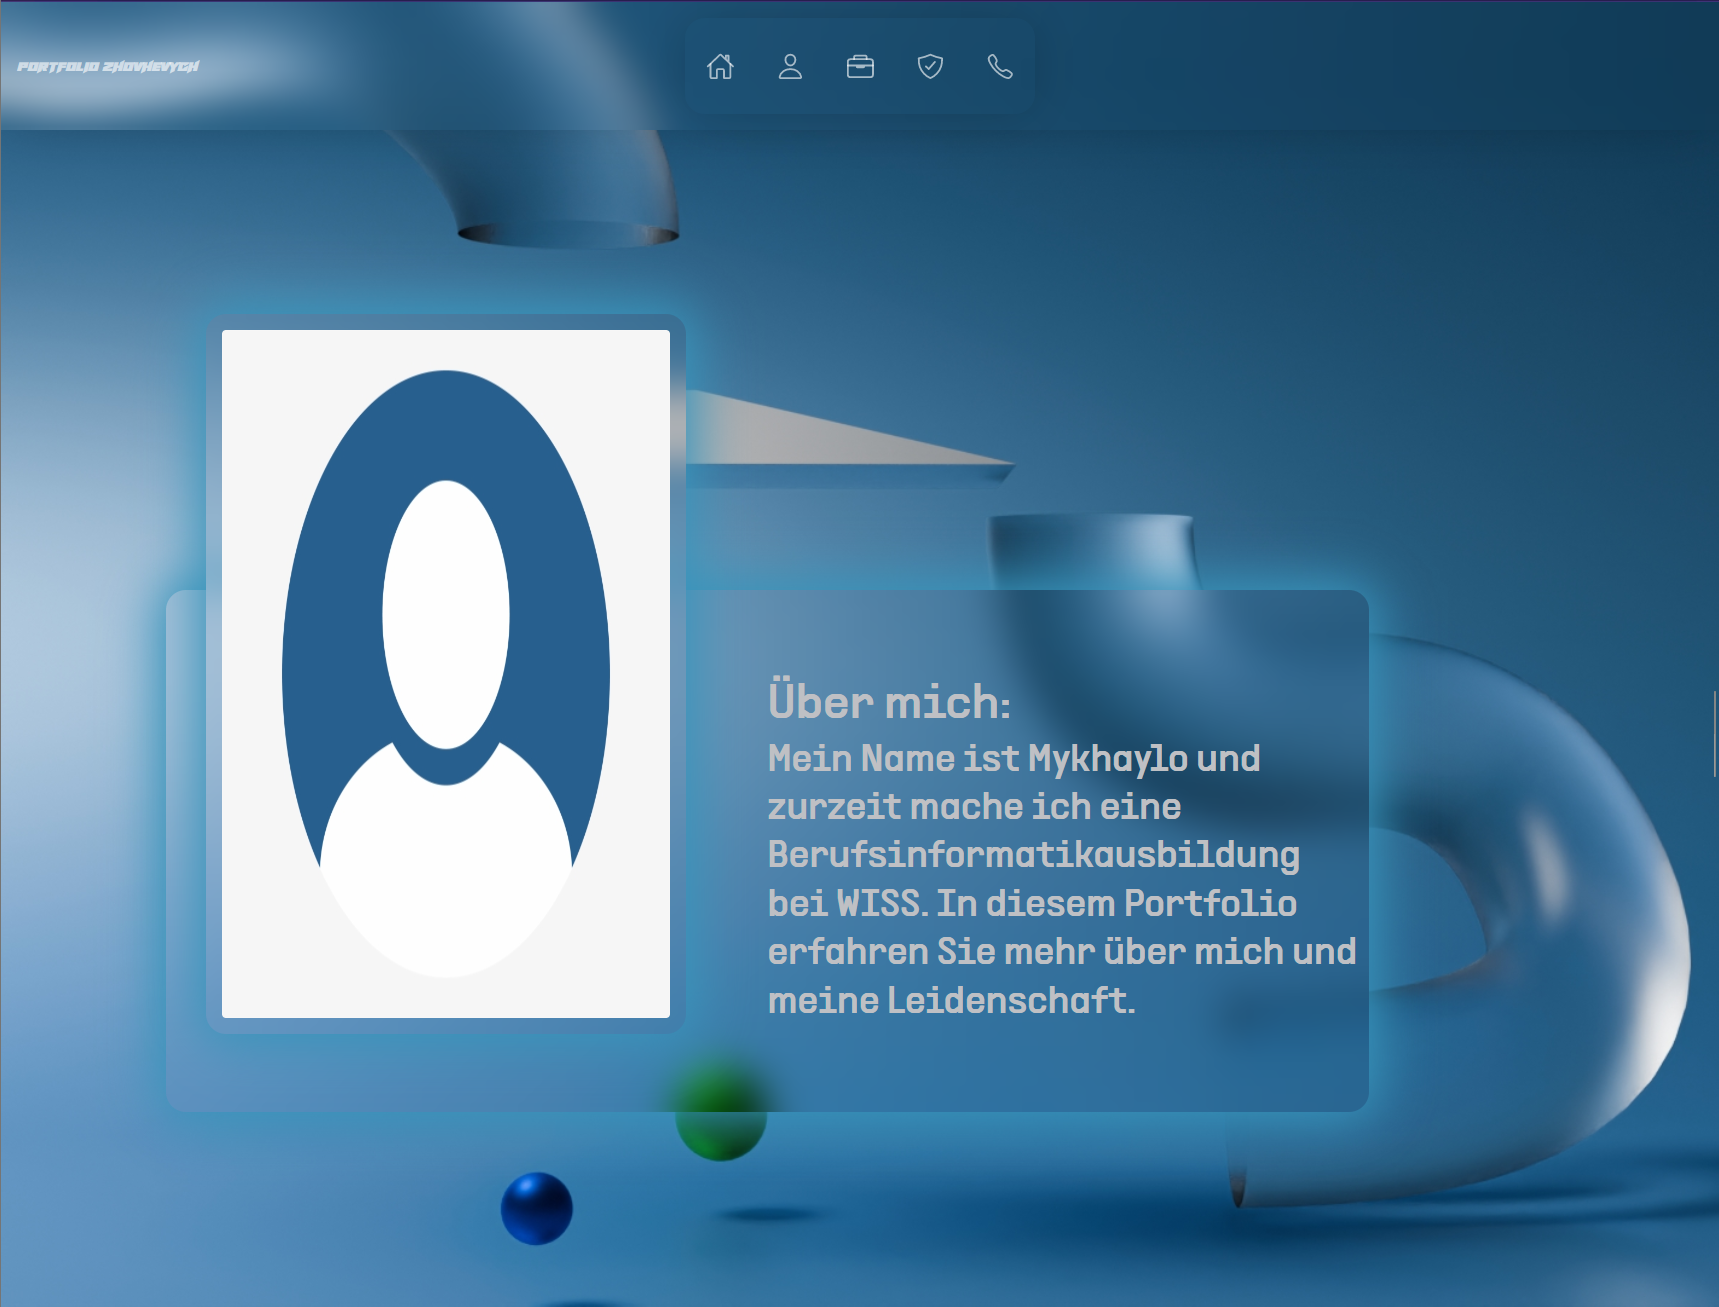 PORTFOLIO ZHOVHEVYCH
Über mich:
Mein Name ist Mykhaylo und
zurzeit mache ich eine
Berufsinformatikausbildung
bei WISS. In diesem Portfolio
erfahren Sie mehr über mich und
meine Leidenschaft.